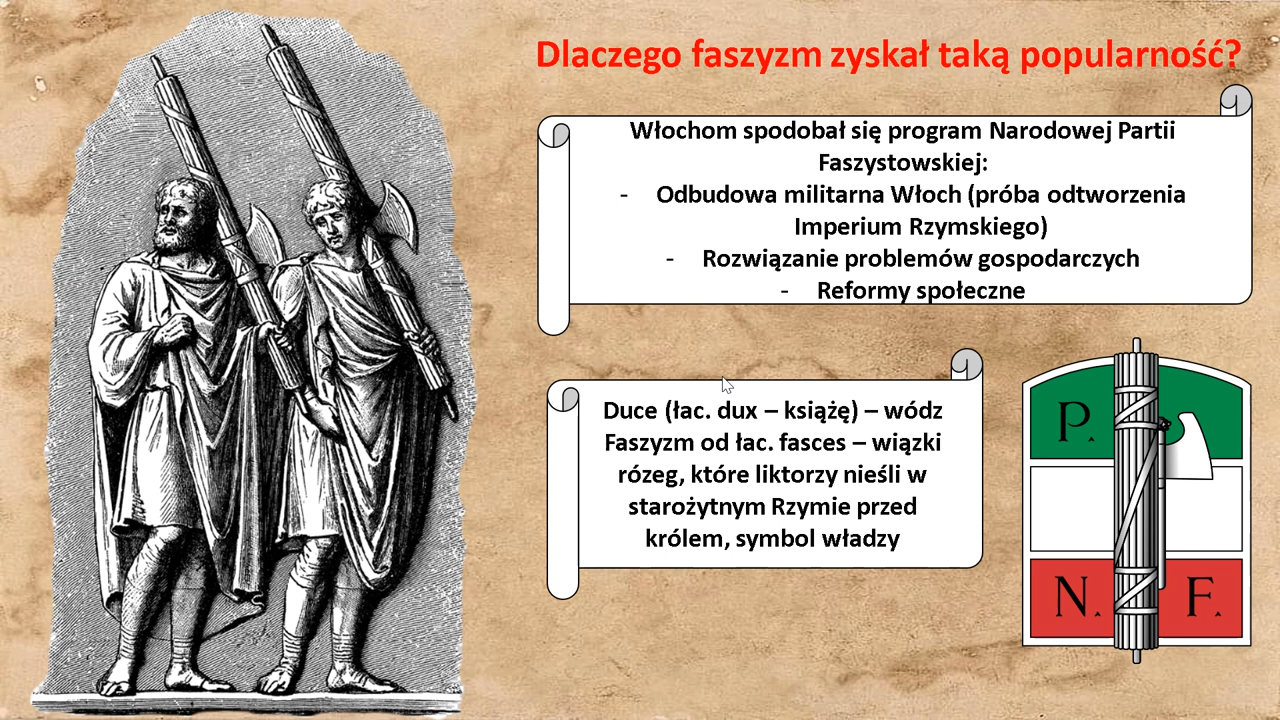 Dlaczego faszyzm zyskał taką popularność?
Włochom spodobał się program Narodowej Partii
Faszystowskiej:
- Odbudowa militarna Włoch (próba odtworzenia
Imperium Rzymskiego)
- Rozwiązanie problemów gospodarczych
- Reformy społeczne
Duce (łac. dux – książę) – wódz
Faszyzm od łac. fasces – wiązki
rózeg, które liktorzy nieśli w
starożytnym Rzymie przed
królem, symbol władzy
P.
N. F.